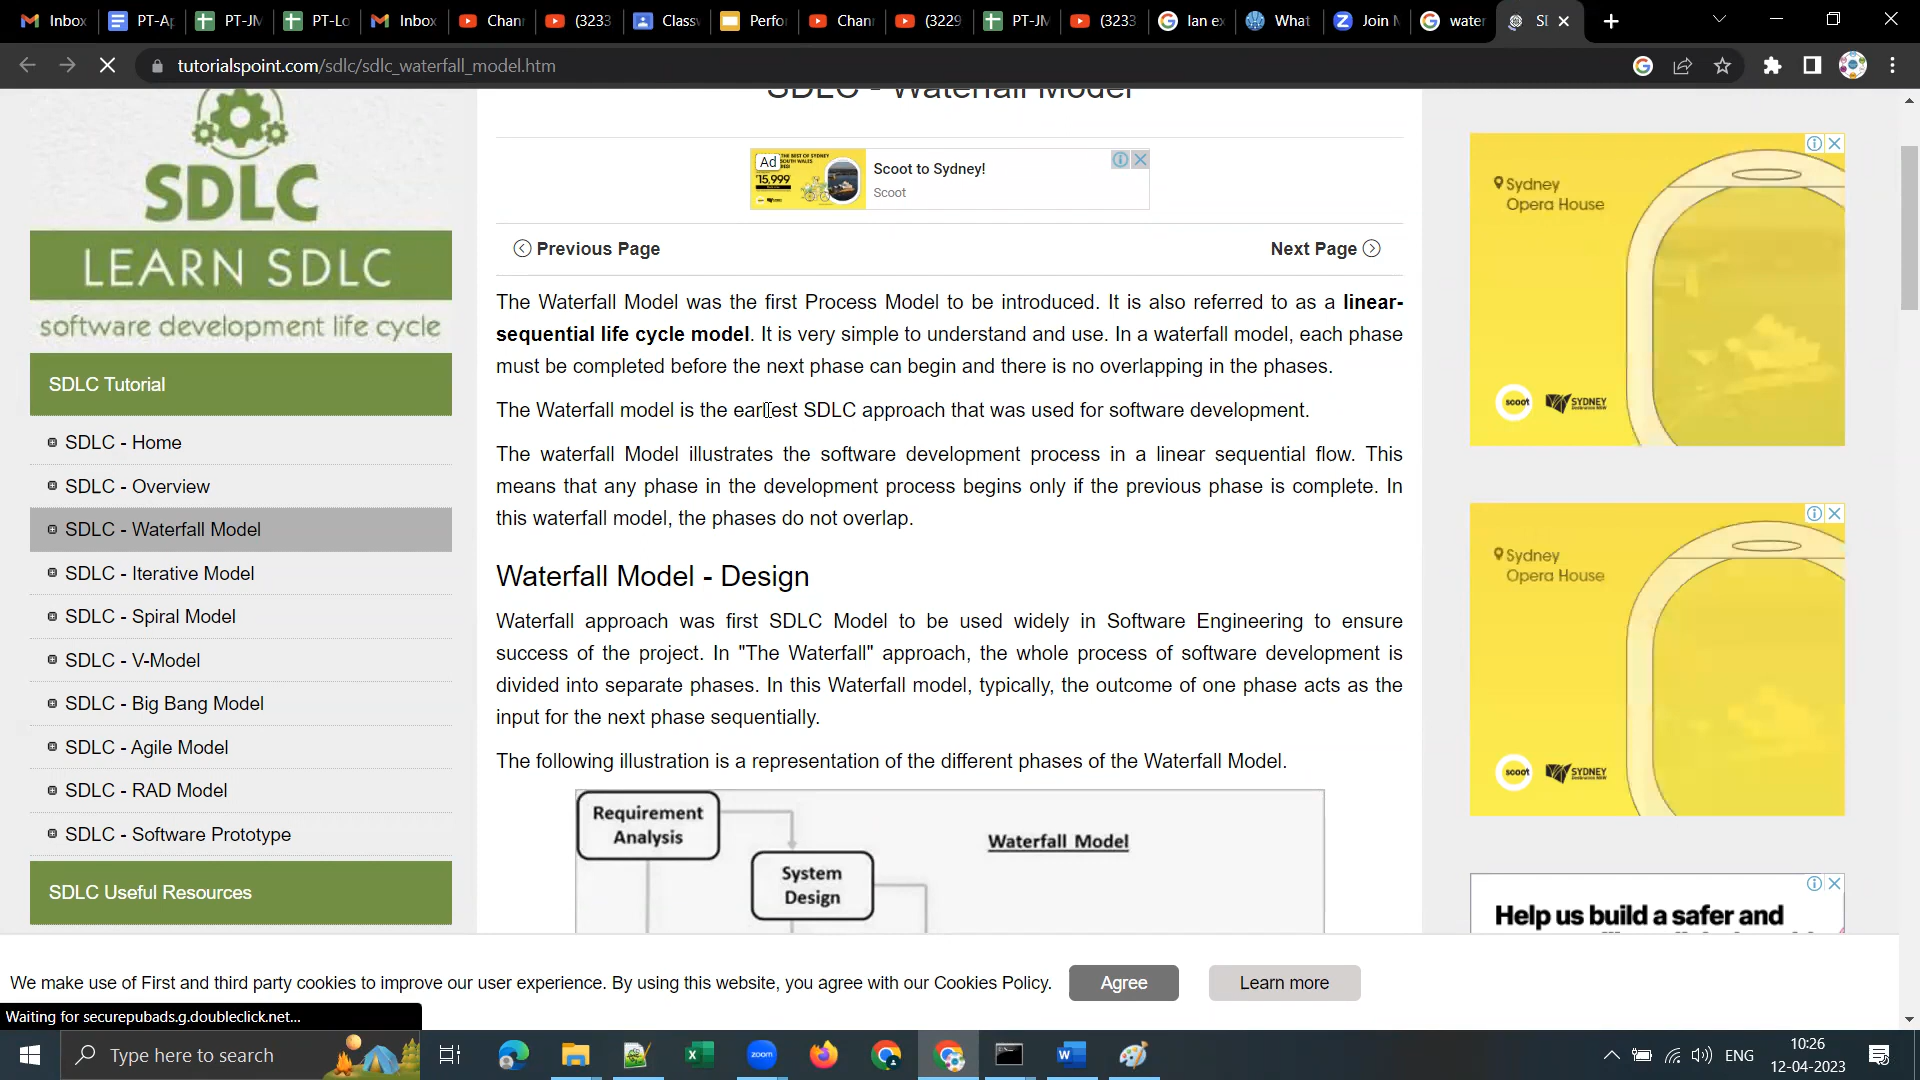 Inbox
PT-Ap
PT-JM
PT-Lo
Inbox
Chan
(3233
Classw
Perfor
Chan
(3229
PT-JM
(3233
lan ex
What
Join M
water
SD
tutorialspoint.com/sdlc/sdlc_waterfall_model.htm
SDLC - Waterfall Model
SDLC
LEARN SDLC
software development life cycle
SDLC Tutorial
SDLC - Home
SDLC - Overview
SDLC - Waterfall Model
SDLC - Iterative Model
SDLC - Spiral Model
SDLC - V-Model
SDLC - Big Bang Model
SDLC - Agile Model
SDLC - RAD Model
SDLC - Software Prototype
SDLC Useful Resources
Ad
15,999
Scoot to Sydney!
Scoot
Previous Page
Next Page
The Waterfall Model was the first Process Model to be introduced. It is also referred to as a linear-
sequential life cycle model. It is very simple to understand and use. In a waterfall model, each phase
must be completed before the next phase can begin and there is no overlapping in the phases.
The Waterfall model is the earliest SDLC approach that was used for software development.
The waterfall Model illustrates the software development process in a linear sequential flow. This
means that any phase in the development process begins only if the previous phase is complete. In
this waterfall model, the phases do not overlap.
Waterfall Model - Design
Waterfall approach was first SDLC Model to be used widely in Software Engineering to ensure
success of the project. In "The Waterfall" approach, the whole process of software development is
divided into separate phases. In this Waterfall model, typically, the outcome of one phase acts as the
input for the next phase sequentially.
The following illustration is a representation of the different phases of the Waterfall Model.
Requirement
Analysis
Waterfall Model
System
Design
Sydney
Opera House
scoot
SYDNEY
Sydney
Opera House
scoot
SYDNEY
Help us build a safer and
We make use of First and third party cookies to improve our user experience. By using this website, you agree with our Cookies Policy.
Agree
Learn more
Waiting for securepubads.g.doubleclick.net...
Type here to search
zoom
ENG
10:26
12-04-2023